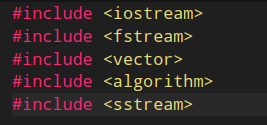 #include <iostream>
#include <fstream>
#include <vector>
#include <algorithm>
#include <sstream>